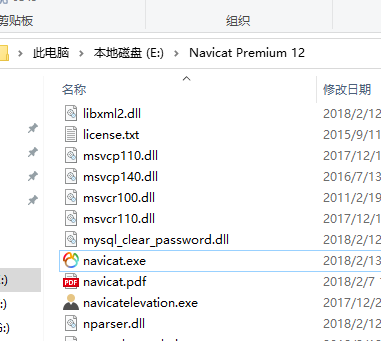 剪贴板 组织
此电脑 > 本地磁盘 (E:) > Navicat Premium 12
名称 修改日期
libxml2.dll 2018/2/12
license.txt 2015/9/11
msvcp110.dll 2017/12/1
msvcp140.dll 2016/7/13
msvcr100.dll 2011/2/19
msvcr110.dll 2017/12/1
mysql_clear_password.dll 2018/2/12
navicat.exe 2018/2/13
PDF navicat.pdf 2018/2/7 1
:) navicatelevation.exe 2017/12/2
:) nparser.dll 2018/2/12
G:)